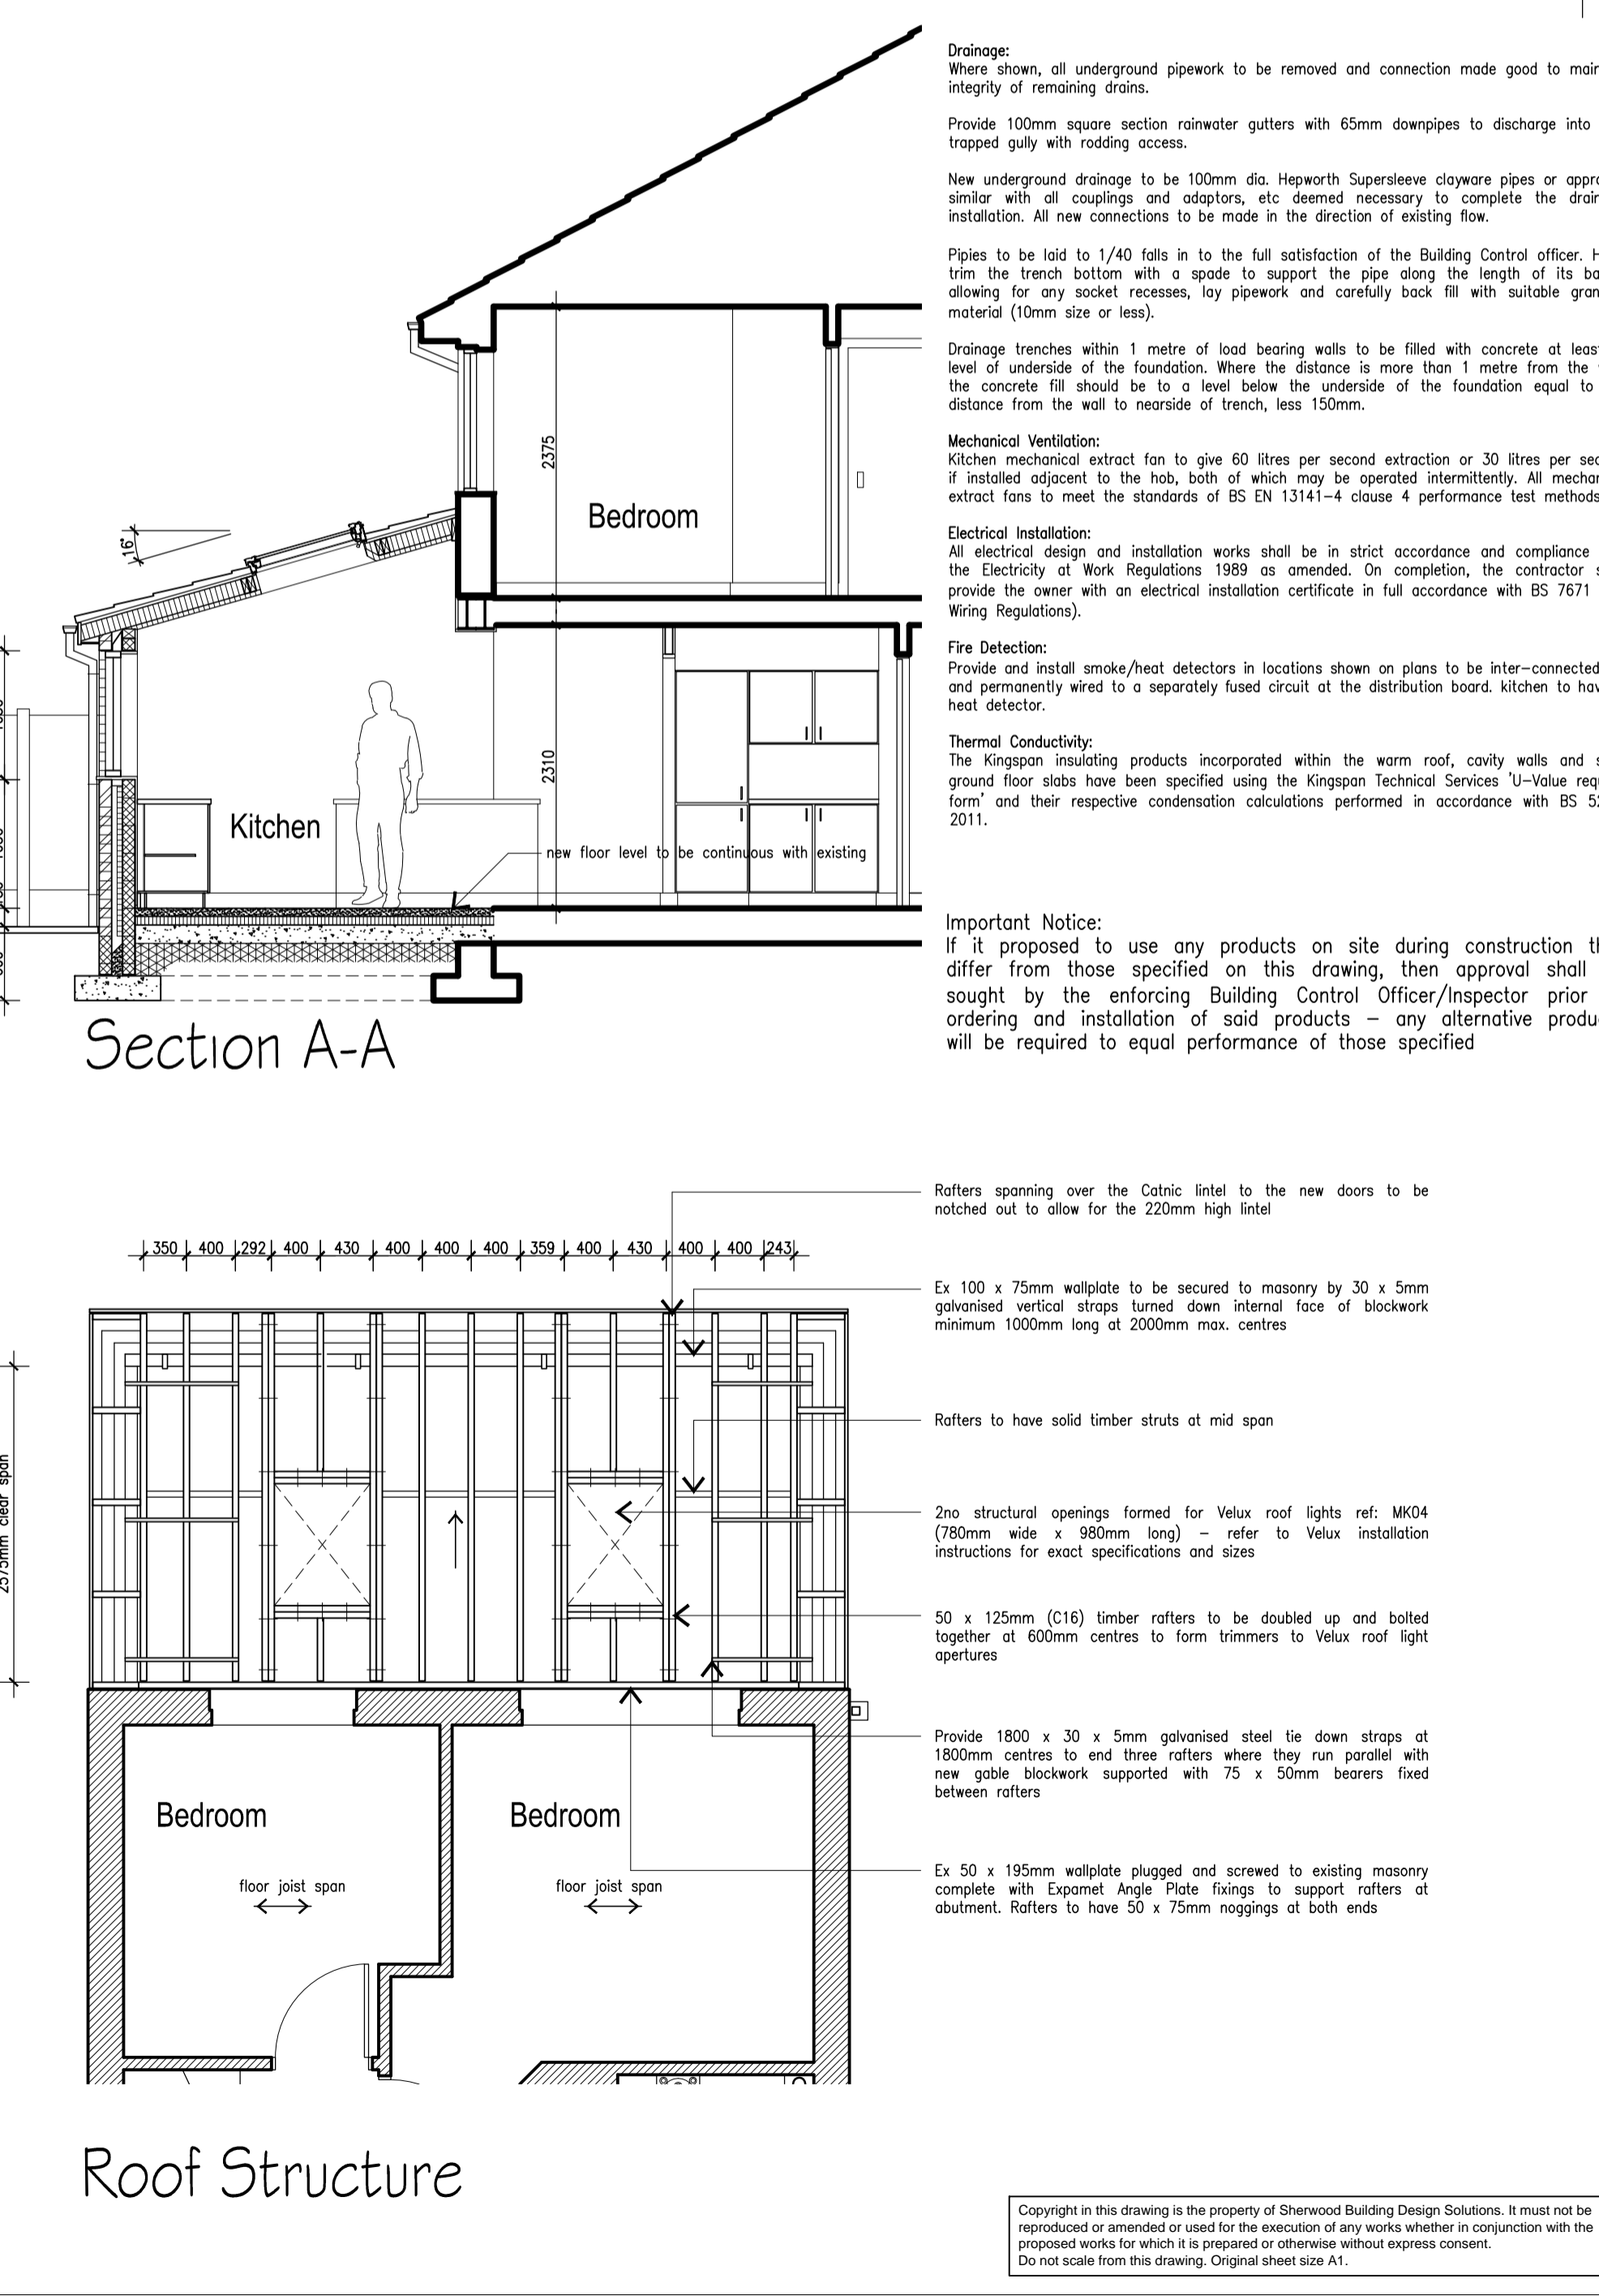 Drainage:
Where shown, all underground pipework to be removed and connection made good to
integrity of remaining drains.
Provide 100mm square section rainwater gutters with 65mm downpipes to discharge into
trapped gully with rodding access.
New underground drainage to be 100mm dia. Hepworth Supersleeve clayware pipes or
similar with all couplings and adaptors, etc deemed necessary to complete the
installation. All new connections to be made in the direction of existing flow.
Pipies to be laid to 1/40 falls in to the full satisfaction of the Building Control officer.
trim the trench bottom with a spade to support the pipe along the length of its
allowing for any socket recesses, lay pipework and carefully back fill with suitable
material (10mm size or less).
Drainage trenches within 1 metre of load bearing walls to be filled with concrete at least
level of underside of the foundation. Where the distance is more than 1 metre from the
the concrete fill should be to a level below the underside of the foundation equal to
distance from the wall to nearside of trench, less 150mm.
Mechanical Ventilation:
Kitchen mechanical extract fan to give 60 litres per second extraction or 30 litres per
if installed adjacent to the hob, both of which may be operated intermittently. All
extract fans to meet the standards of BS EN 13141-4 clause 4 performance test methods
Electrical Installation:
All electrical design and installation works shall be in strict accordance and compliance
the Electricity at Work Regulations 1989 as amended. On completion, the contractor
provide the owner with an electrical installation certificate in full accordance with BS 7671
Wiring Regulations).
Fire Detection:
Provide and install smoke/heat detectors in locations shown on plans to be inter-connected
and permanently wired to a separately fused circuit at the distribution board. kitchen to
heat detector.
Thermal Conductivity:
The Kingspan insulating products incorporated within the warm roof, cavity walls and
ground floor slabs have been specified using the Kingspan Technical Services 'U-Value
form' and their respective condensation calculations performed in accordance with BS
2011.
Important Notice:
If it proposed to use any products on site during construction
differ from those specified on this drawing, then approval shall
sought by the enforcing Building Control Officer/Inspector prior
ordering and installation of said products - any alternative
will be required to equal performance of those specified
2375
Bedroom
16°
2310
Kitchen
new floor level to be continuous with existing
Section A-A
350 400 292 400 430 400 400 400 359 400 430 400 400 243
2575mm clear span
Rafters spanning over the Catnic lintel to the new doors to be
notched out to allow for the 220mm high lintel
Ex 100 x 75mm wallplate to be secured to masonry by 30 x 5mm
galvanised vertical straps turned down internal face of blockwork
minimum 1000mm long at 2000mm max. centres
Rafters to have solid timber struts at mid span
2no structural openings formed for Velux roof lights ref: MK04
(780mm wide x 980mm long) - refer to Velux installation
instructions for exact specifications and sizes
50 x 125mm (C16) timber rafters to be doubled up and bolted
together at 600mm centres to form trimmers to Velux roof light
apertures
Provide 1800 x 30 x 5mm galvanised steel tie down straps at
1800mm centres to end three rafters where they run parallel with
new gable blockwork supported with 75 x 50mm bearers fixed
between rafters
Ex 50 x 195mm wallplate plugged and screwed to existing masonry
complete with Expamet Angle Plate fixings to support rafters at
abutment. Rafters to have 50 x 75mm noggings at both ends
Bedroom
Bedroom
floor joist span
floor joist span
Roof Structure
Copyright in this drawing is the property of Sherwood Building Design Solutions. It must not be
reproduced or amended or used for the execution of any works whether in conjunction with the
proposed works for which it is prepared or otherwise without express consent.
Do not scale from this drawing. Original sheet size A1.